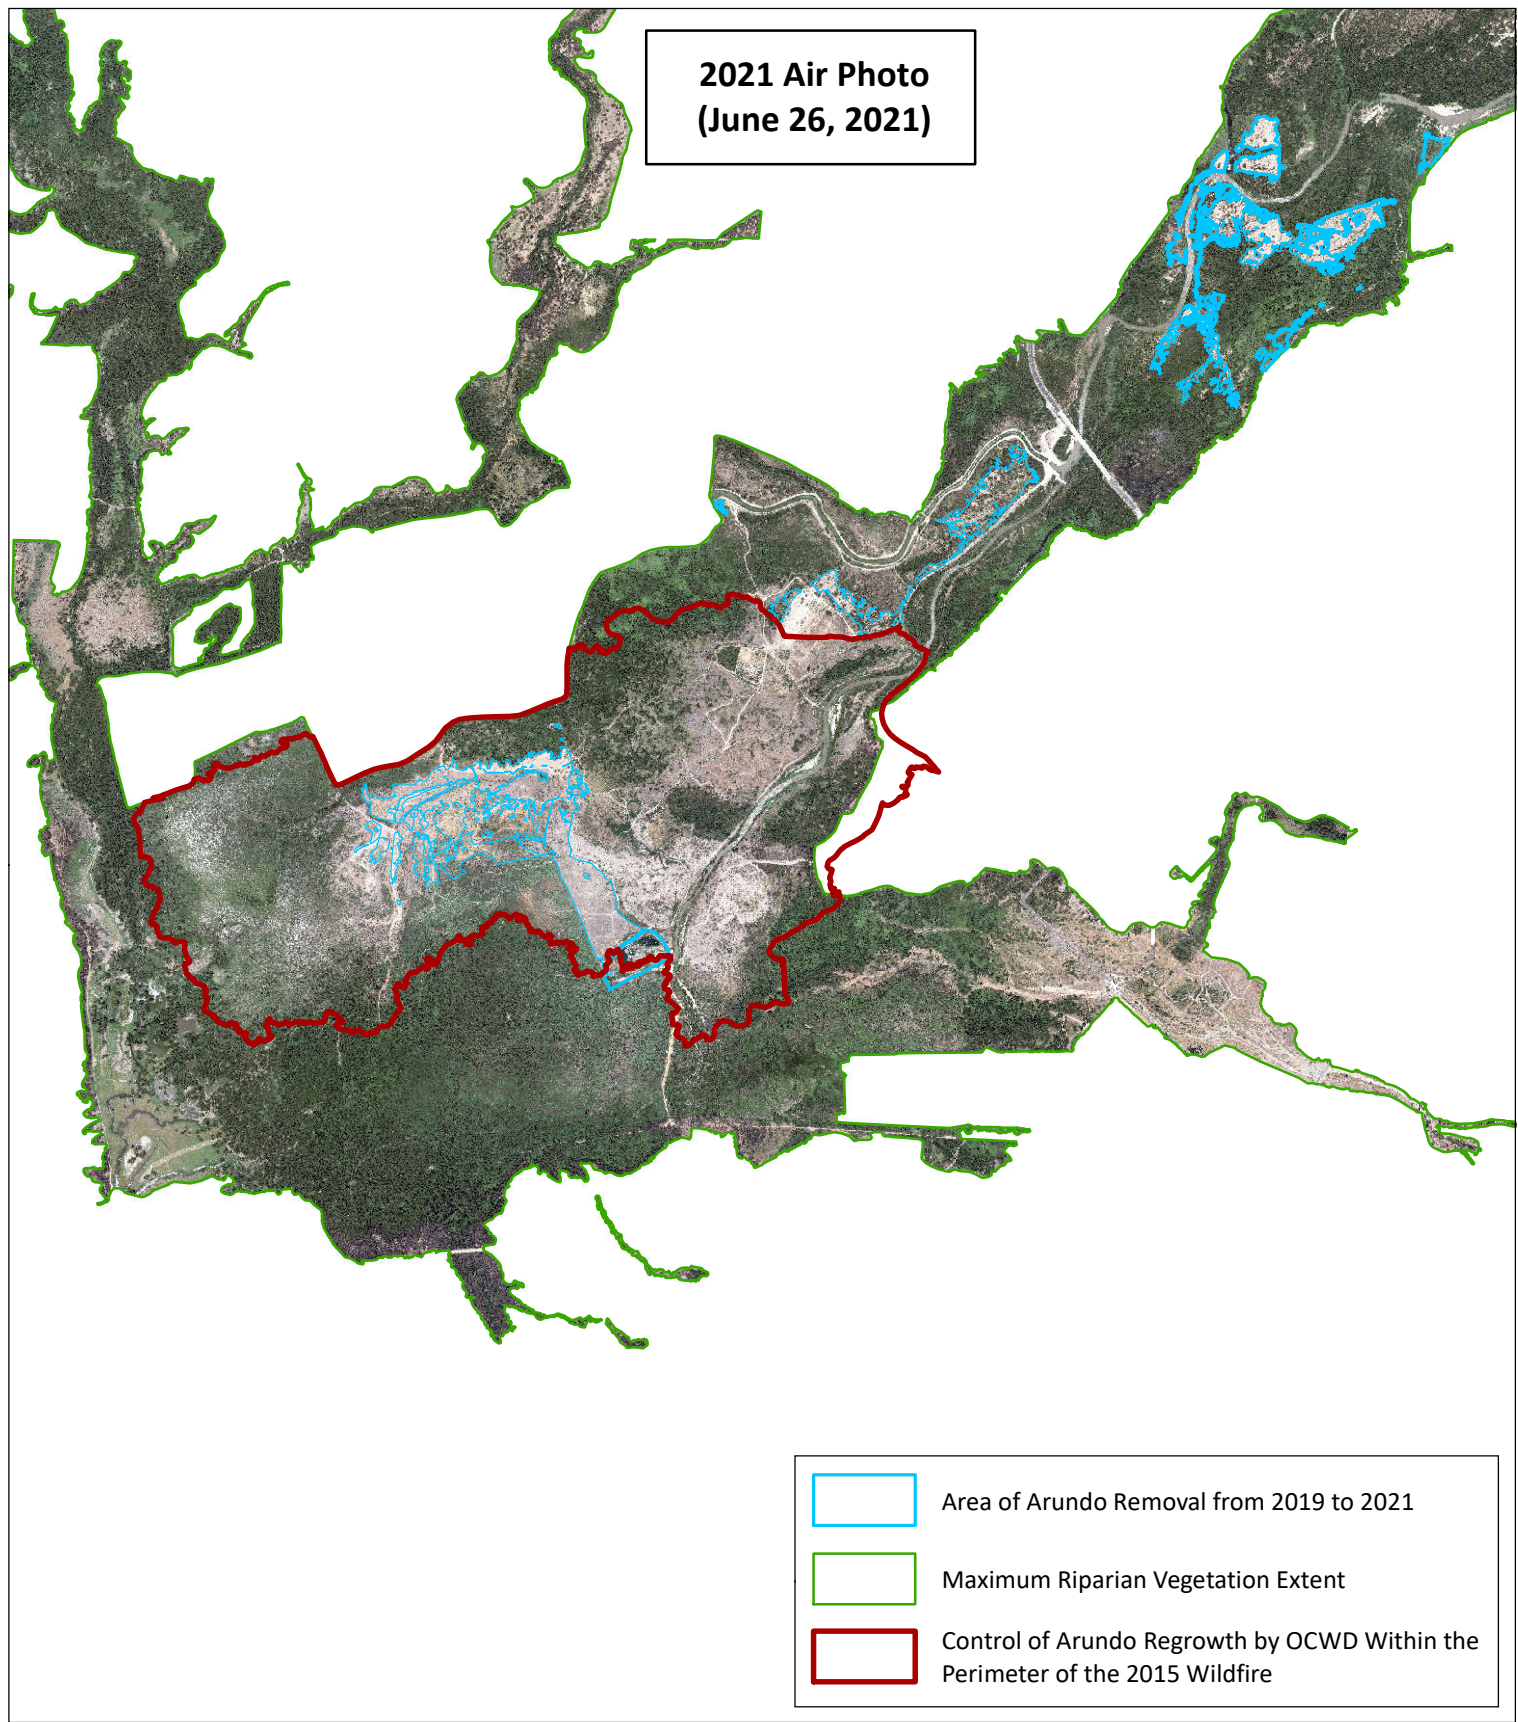 2021 Air Photo
(June 26, 2021)
Area of Arundo Removal from 2019 to 2021
Maximum Riparian Vegetation Extent
Control of Arundo Regrowth by OCWD Within the
Perimeter of the 2015 Wildfire